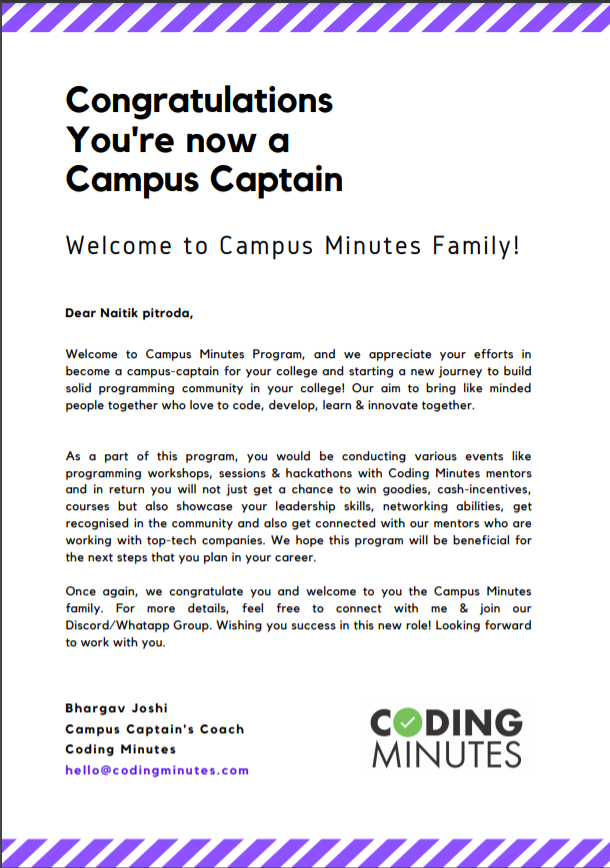 Congratulations
You're now a
Campus Captain
Welcome to Campus Minutes Family!
Dear Naitik pitroda,
Welcome to Campus Minutes Program, and we appreciate your efforts in
become a campus-captain for your college and starting a new journey to build
solid programming community in your college! Our aim to bring like minded
people together who love to code, develop, learn & innovate together.
As a part of this program, you would be conducting various events like
programming workshops, sessions & hackathons with Coding Minutes mentors
and in return you will not just get a chance to win goodies, cash-incentives,
courses but also showcase your leadership skills, networking abilities, get
recognised in the community and also get connected with our mentors who are
working with top-tech companies. We hope this program will be beneficial for
the next steps that you plan in your career.
Once again, we congratulate you and welcome to you the Campus Minutes
family. For more details, feel free to connect with me & join our
Discord/Whatapp Group. Wishing you success in this new role! Looking forward
to work with you.
Bhargav Joshi
Campus Captain's Coach
Coding Minutes
hello@codingminutes.com
CODING
MINUTES